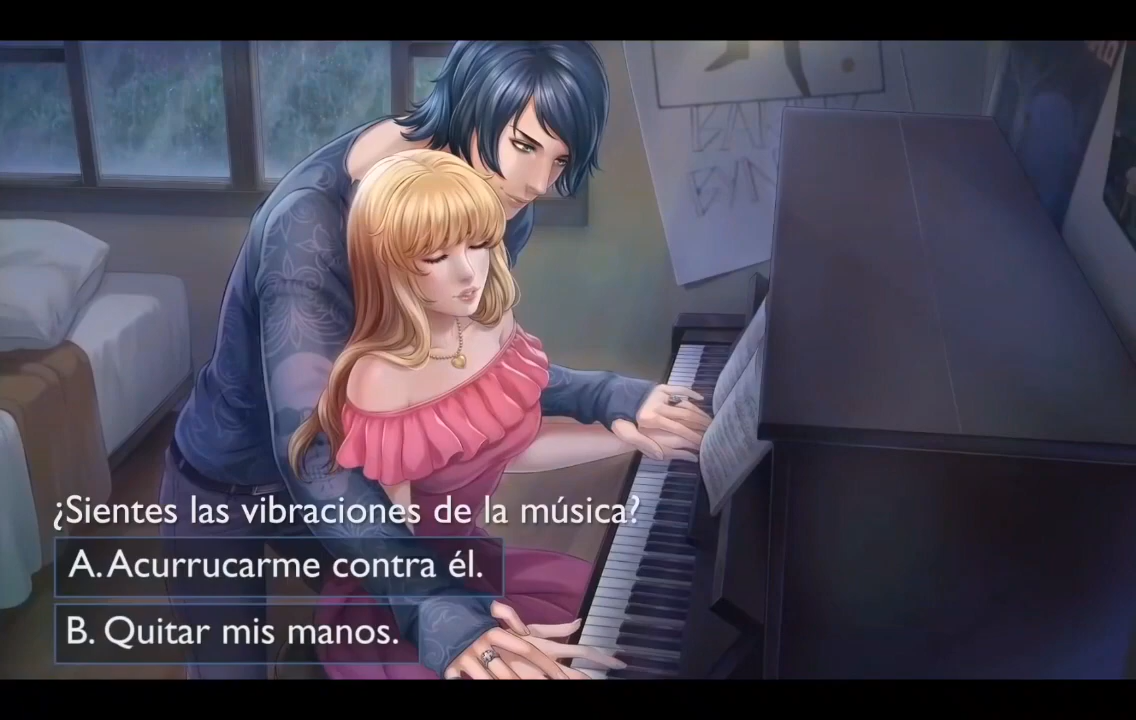 ¿Sientes las vibraciones de la música?
A. Acurrucarme contra él.
B. Quitar mis manos.